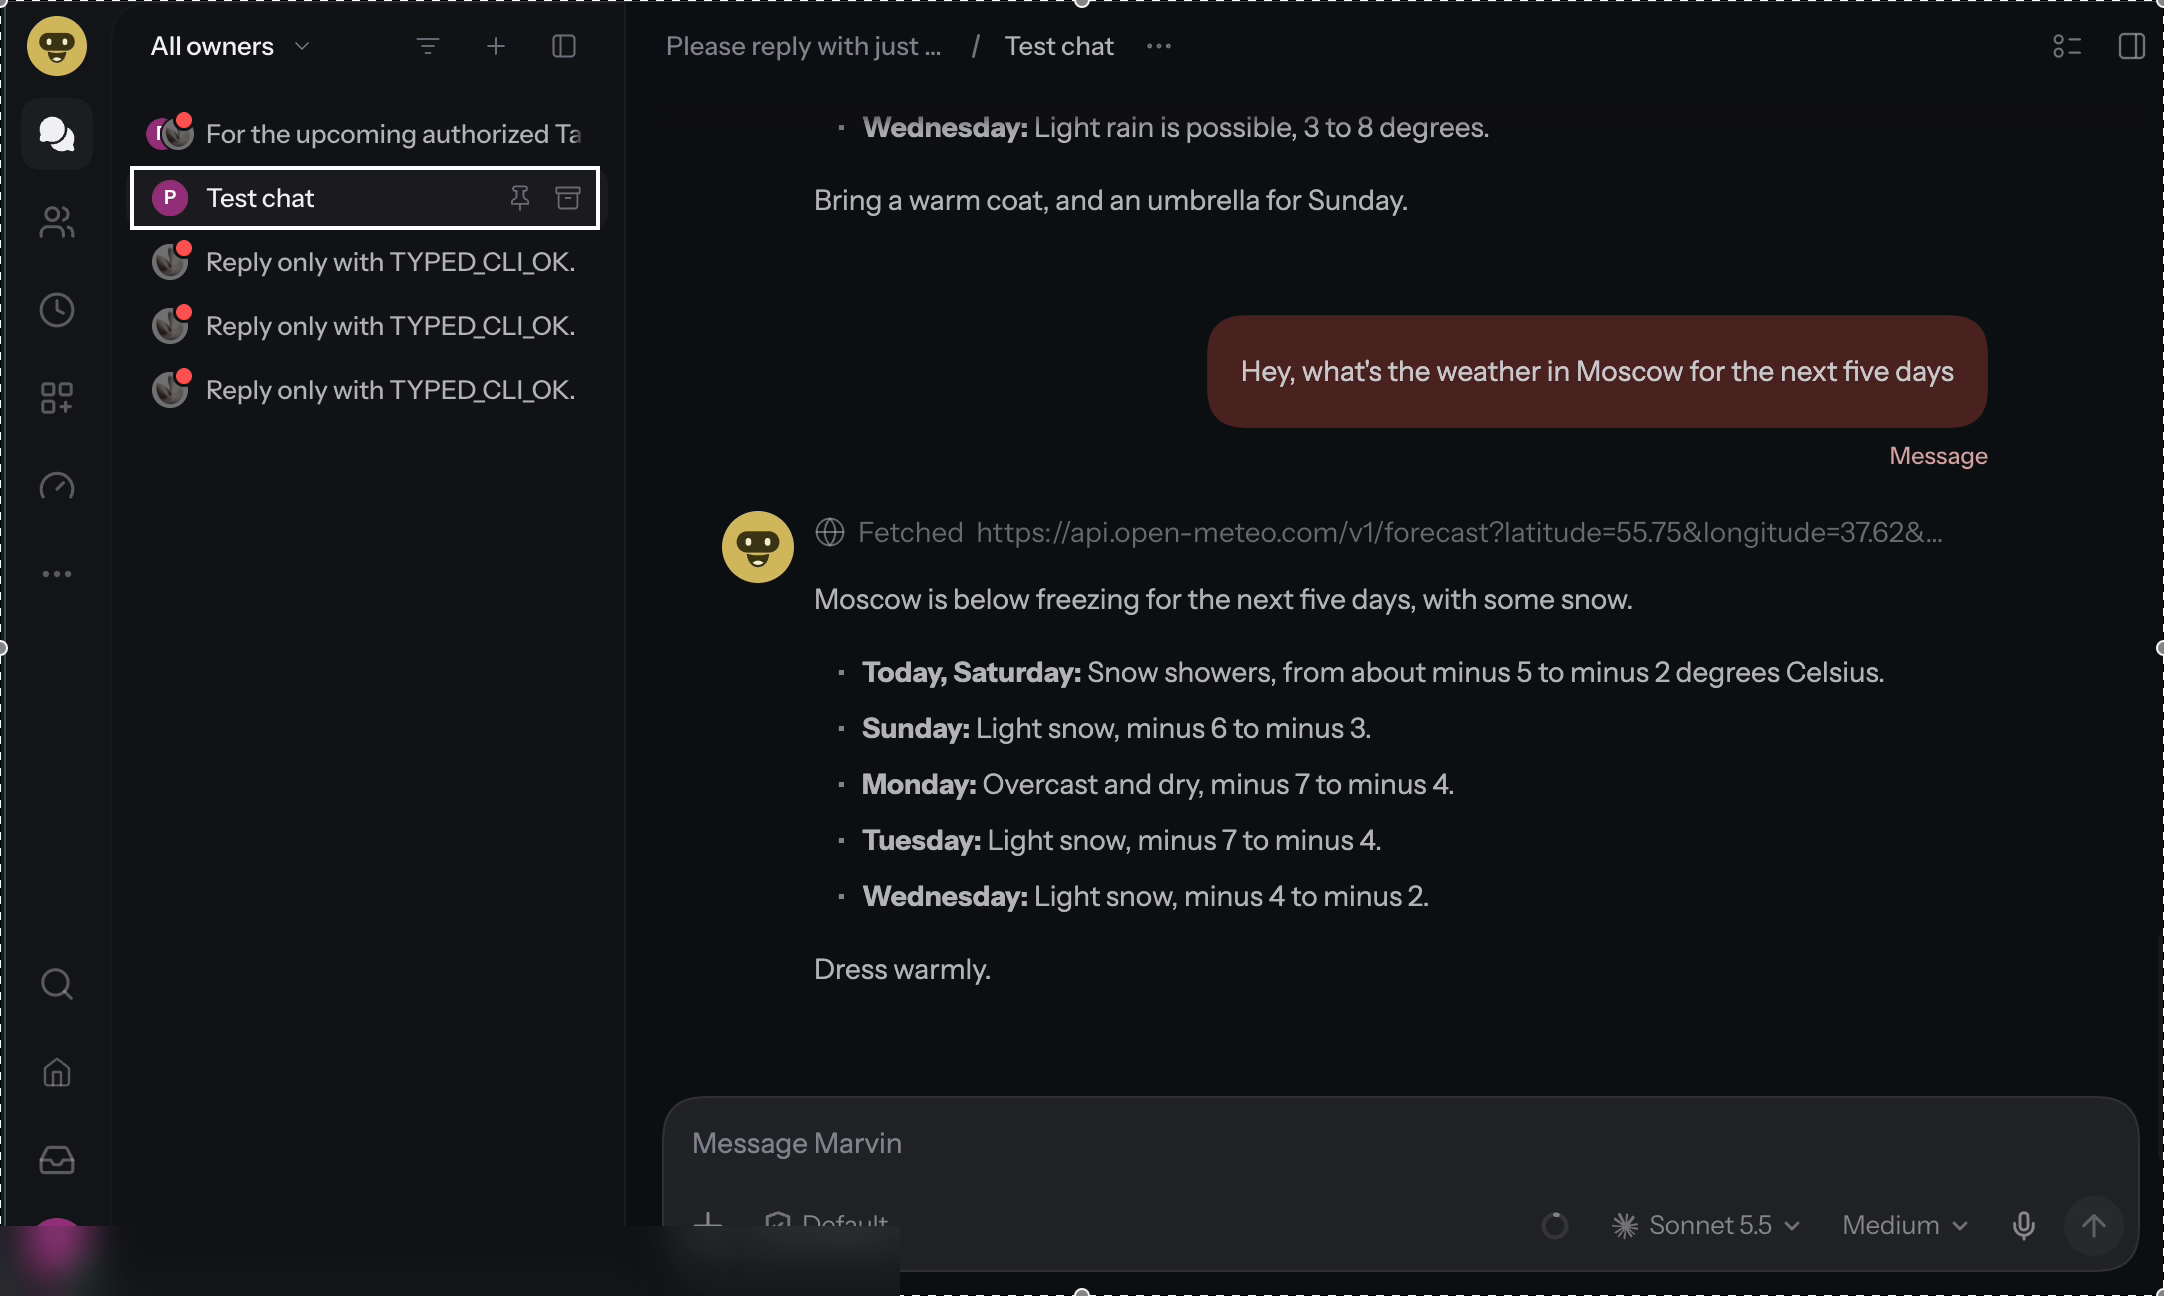 All owners
For the upcoming authorized Ta
P Test chat
Reply only with TYPED_CLI_OK.
Reply only with TYPED_CLI_OK.
Reply only with TYPED_CLI_OK.
Please reply with just ... / Test chat
· Wednesday: Light rain is possible, 3 to 8 degrees.
Bring a warm coat, and an umbrella for Sunday.
Hey, what's the weather in Moscow for the next five days
Message
Fetched https://api.open-meteo.com/v1/forecast?latitude=55.75&longitude=37.62&...
Moscow is below freezing for the next five days, with some snow.
· Today, Saturday: Snow showers, from about minus 5 to minus 2 degrees Celsius.
· Sunday: Light snow, minus 6 to minus 3.
· Monday: Overcast and dry, minus 7 to minus 4.
· Tuesday: Light snow, minus 7 to minus 4.
· Wednesday: Light snow, minus 4 to minus 2.
Dress warmly.
Message Marvin
Default
Sonnet 5.5
Medium